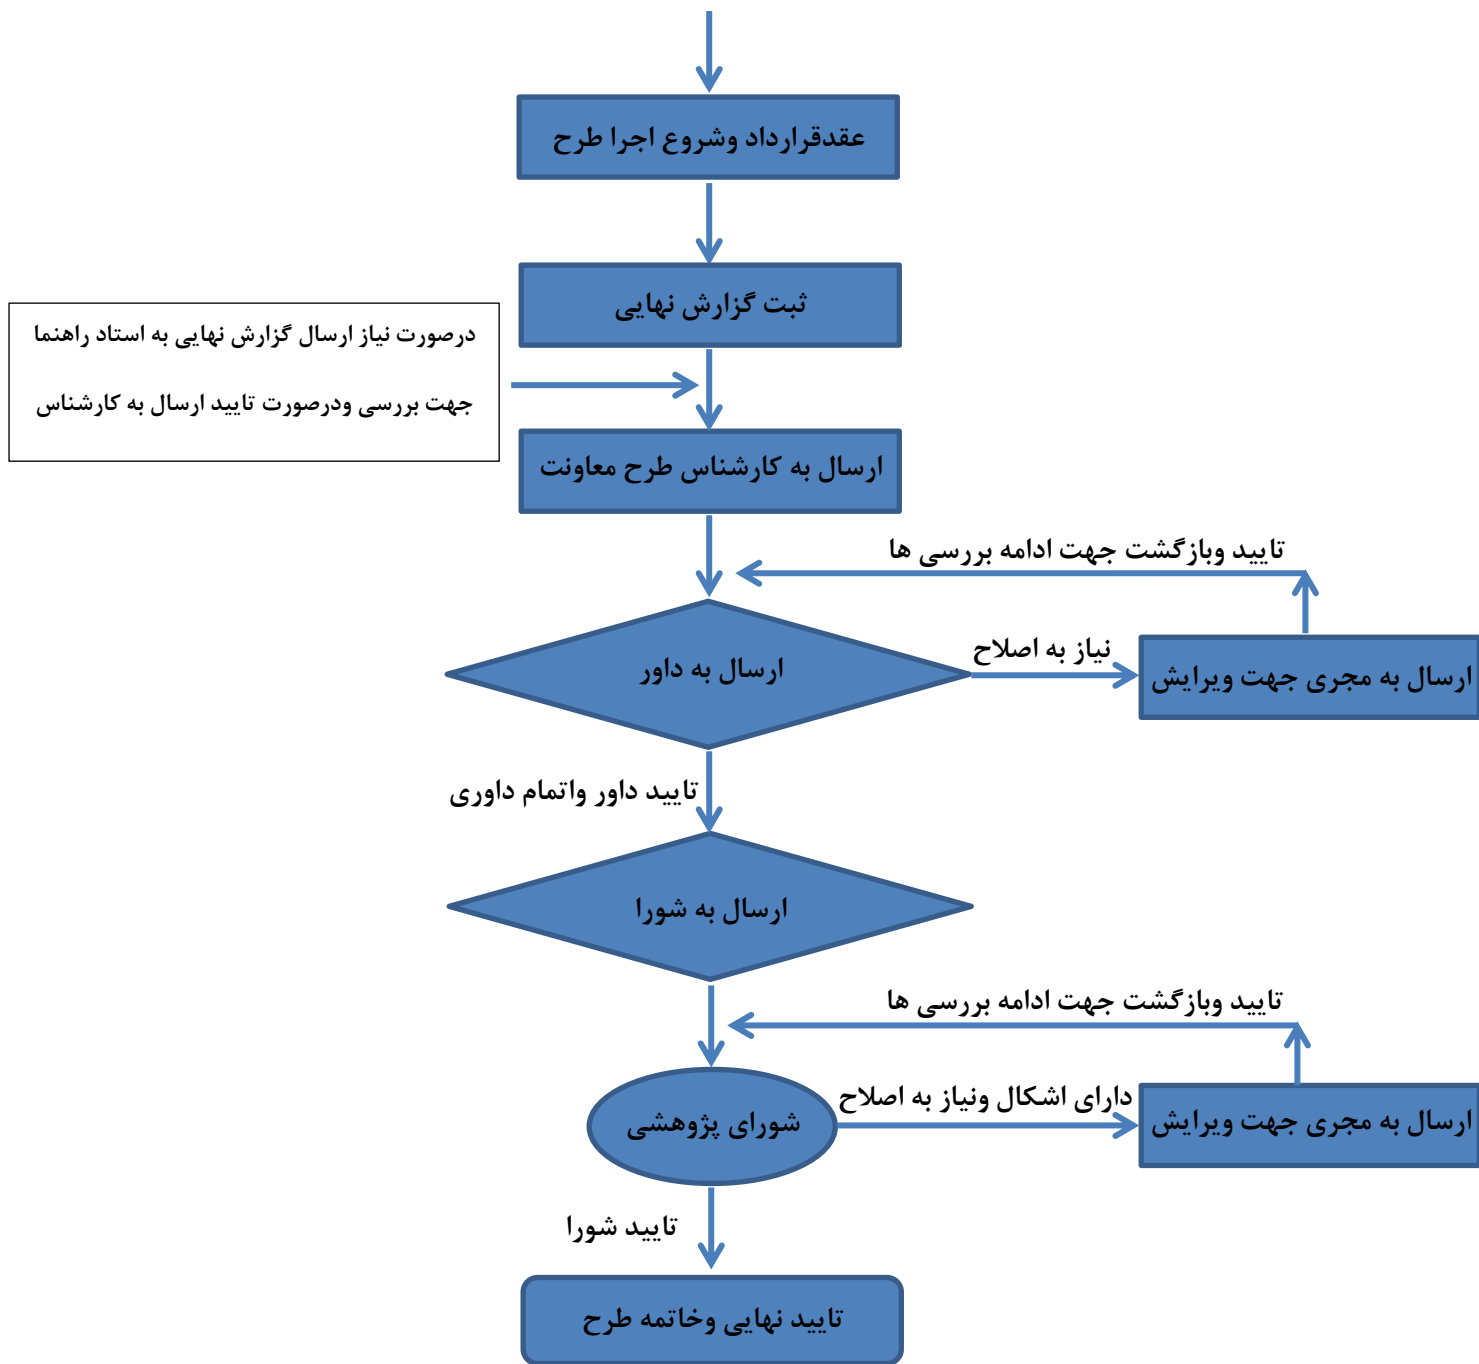 عقدقرارداد وشروع اجرا طرح
ثبت گزارش نهایی
درصورت نیاز ارسال گزارش نهایی به استاد راهنما
جهت بررسی ودرصورت تایید ارسال به کارشناس
ارسال به کارشناس طرح معاونت
تایید وبازگشت جهت ادامه بررسی ها
ارسال به داور
نیاز به اصلاح
ارسال به مجری جهت ویرایش
تایید داور واتمام داوری
ارسال به شورا
تایید وبازگشت جهت ادامه بررسی ها
شورای پژوهشی
دارای اشکال ونیاز به اصلاح
ارسال به مجری جهت ویرایش
تایید شورا
تایید نهایی وخاتمه طرح